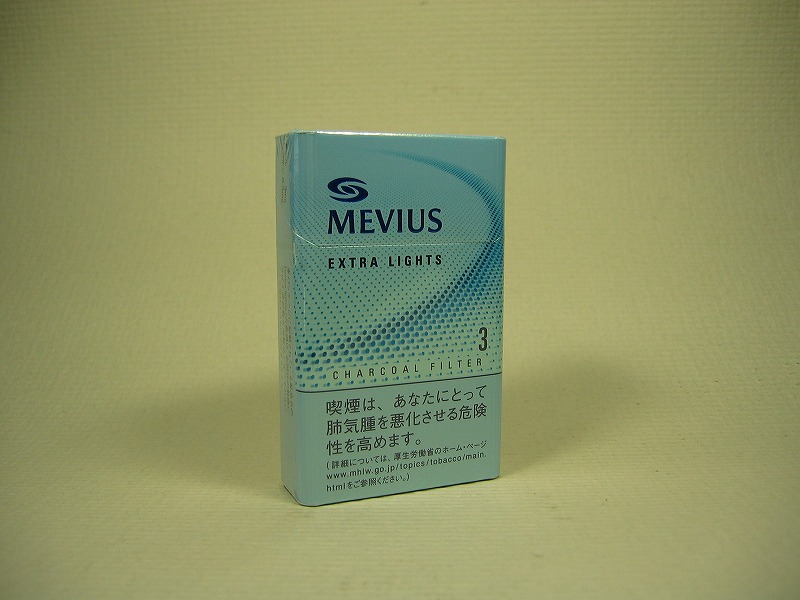 MEVIUS
EXTRA LIGHTS
3
CHARCOAL FILTER
喫煙は、あなたにとって
肺気腫を悪化させる危険
性を高めます。
(詳細については、厚生労働省のホーム・ページ
www.mhlw.go.jp/topics/tobacco/main.
htmlをご参照ください。)